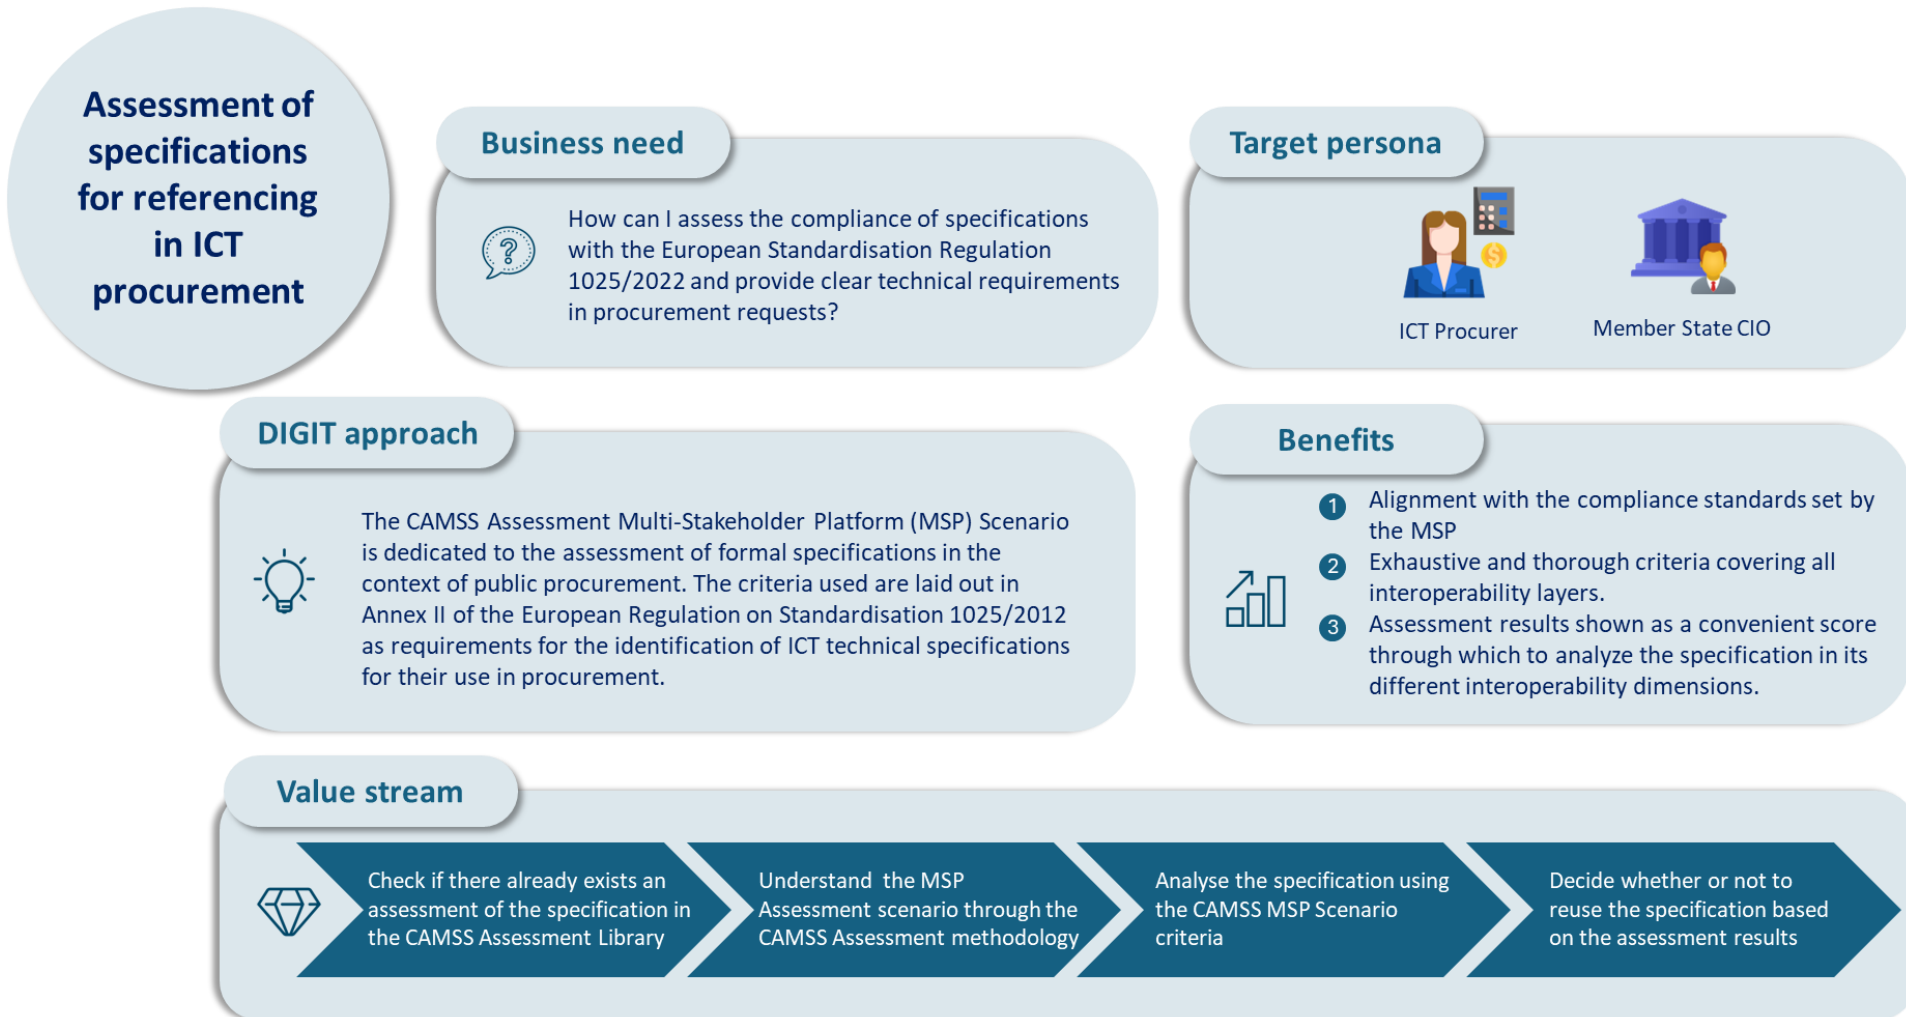 Assessment of
specifications
for referencing
in ICT
procurement
Business need
How can I assess the compliance of specifications
with the European Standardisation Regulation
1025/2022 and provide clear technical requirements
in procurement requests?
?
Target persona
$
ICT Procurer
Member State CIO
DIGIT approach
The CAMSS Assessment Multi-Stakeholder Platform (MSP) Scenario
is dedicated to the assessment of formal specifications in the
context of public procurement. The criteria used are laid out in
Annex II of the European Regulation on Standardisation 1025/2012
as requirements for the identification of ICT technical specifications
for their use in procurement.
Benefits
1 Alignment with the compliance standards set by
the MSP
2 Exhaustive and thorough criteria covering all
interoperability layers.
3 Assessment results shown as a convenient score
through which to analyze the specification in its
different interoperability dimensions.
Value stream
Check if there already exists an
assessment of the specification in
the CAMSS Assessment Library
Understand the MSP
Assessment scenario through the
CAMSS Assessment methodology
Analyse the specification using
the CAMSS MSP Scenario
criteria
Decide whether or not to
reuse the specification based
on the assessment results